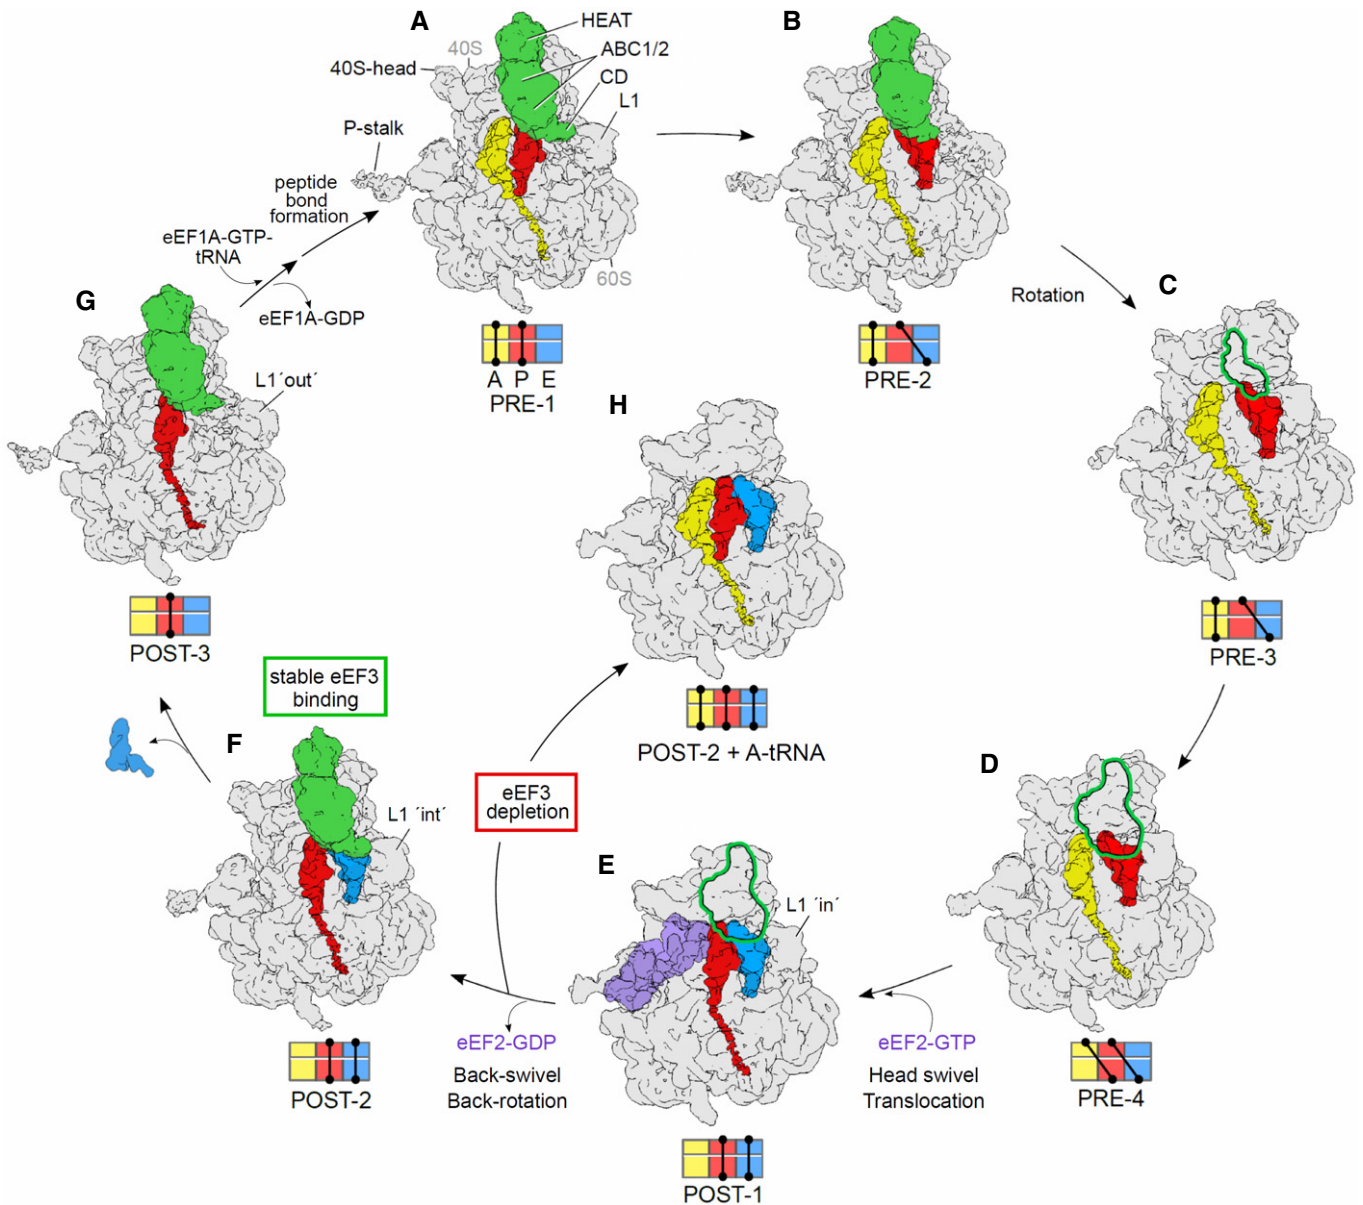 A
HEAT
40S
ABC1/2
40S-head
CD
L1
P-stalk
60S
A P E
PRE-1
B
PRE-2
Rotation
C
PRE-3
D
PRE-4
eEF2-GTP
Head swivel
Translocation
E
L1 ´in´
POST-1
eEF2-GDP
Back-swivel
Back-rotation
eEF3
depletion
F
stable eEF3
binding
L1 ´int´
POST-2
G
L1´out´
POST-3
eEF1A-GTP-
tRNA
eEF1A-GDP
peptide
bond
formation
H
POST-2 + A-tRNA